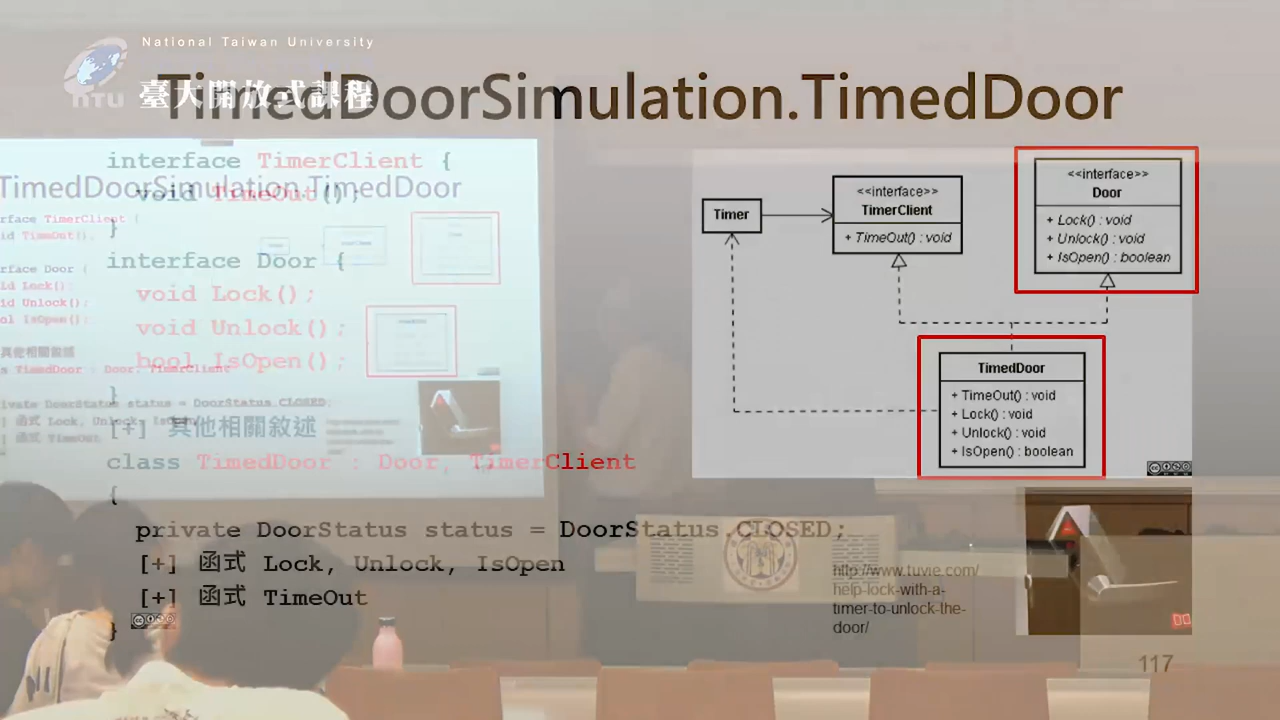 National Taiwan University
NTU 臺大開放式課程
TimedDoorSimulation.TimedDoor
interface TimerClient {
void TimeOut();
}
interface Door {
void Lock();
void Unlock();
bool IsOpen();
}
[+] 其他相關敘述
class TimedDoor : Door, TimerClient
{
private DoorStatus status = DoorStatus.CLOSED;
[+] 函式 Lock, Unlock, IsOpen
[+] 函式 TimeOut
}
Timer
<<interface>>
TimerClient
+ TimeOut() : void
<<interface>>
Door
+ Lock() : void
+ Unlock() : void
+ IsOpen() : boolean
TimedDoor
+ TimeOut() : void
+ Lock() : void
+ Unlock() : void
+ IsOpen() : boolean
http://www.tuvie.com/
help-lock-with-a-
timer-to-unlock-the-
door/
117
TimedDoorSimulation.TimedDoor